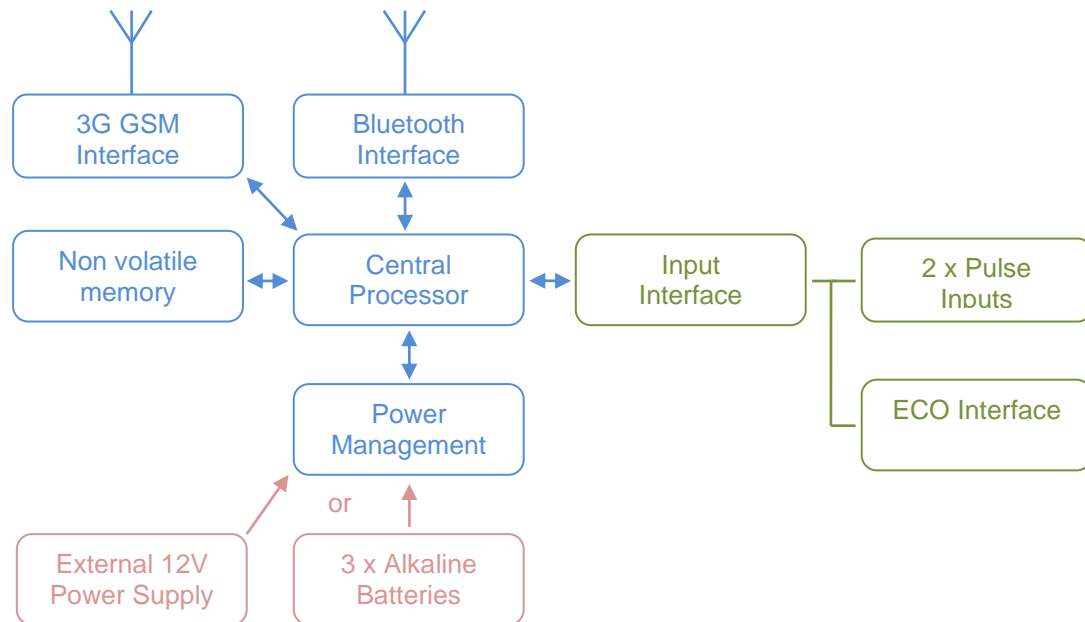 3G GSM
Interface
Bluetooth
Interface
Non volatile
memory
Central
Processor
Input
Interface
2 x Pulse
Inputs
ECO Interface
Power
Management
or
External 12V
Power Supply
3 x Alkaline
Batteries